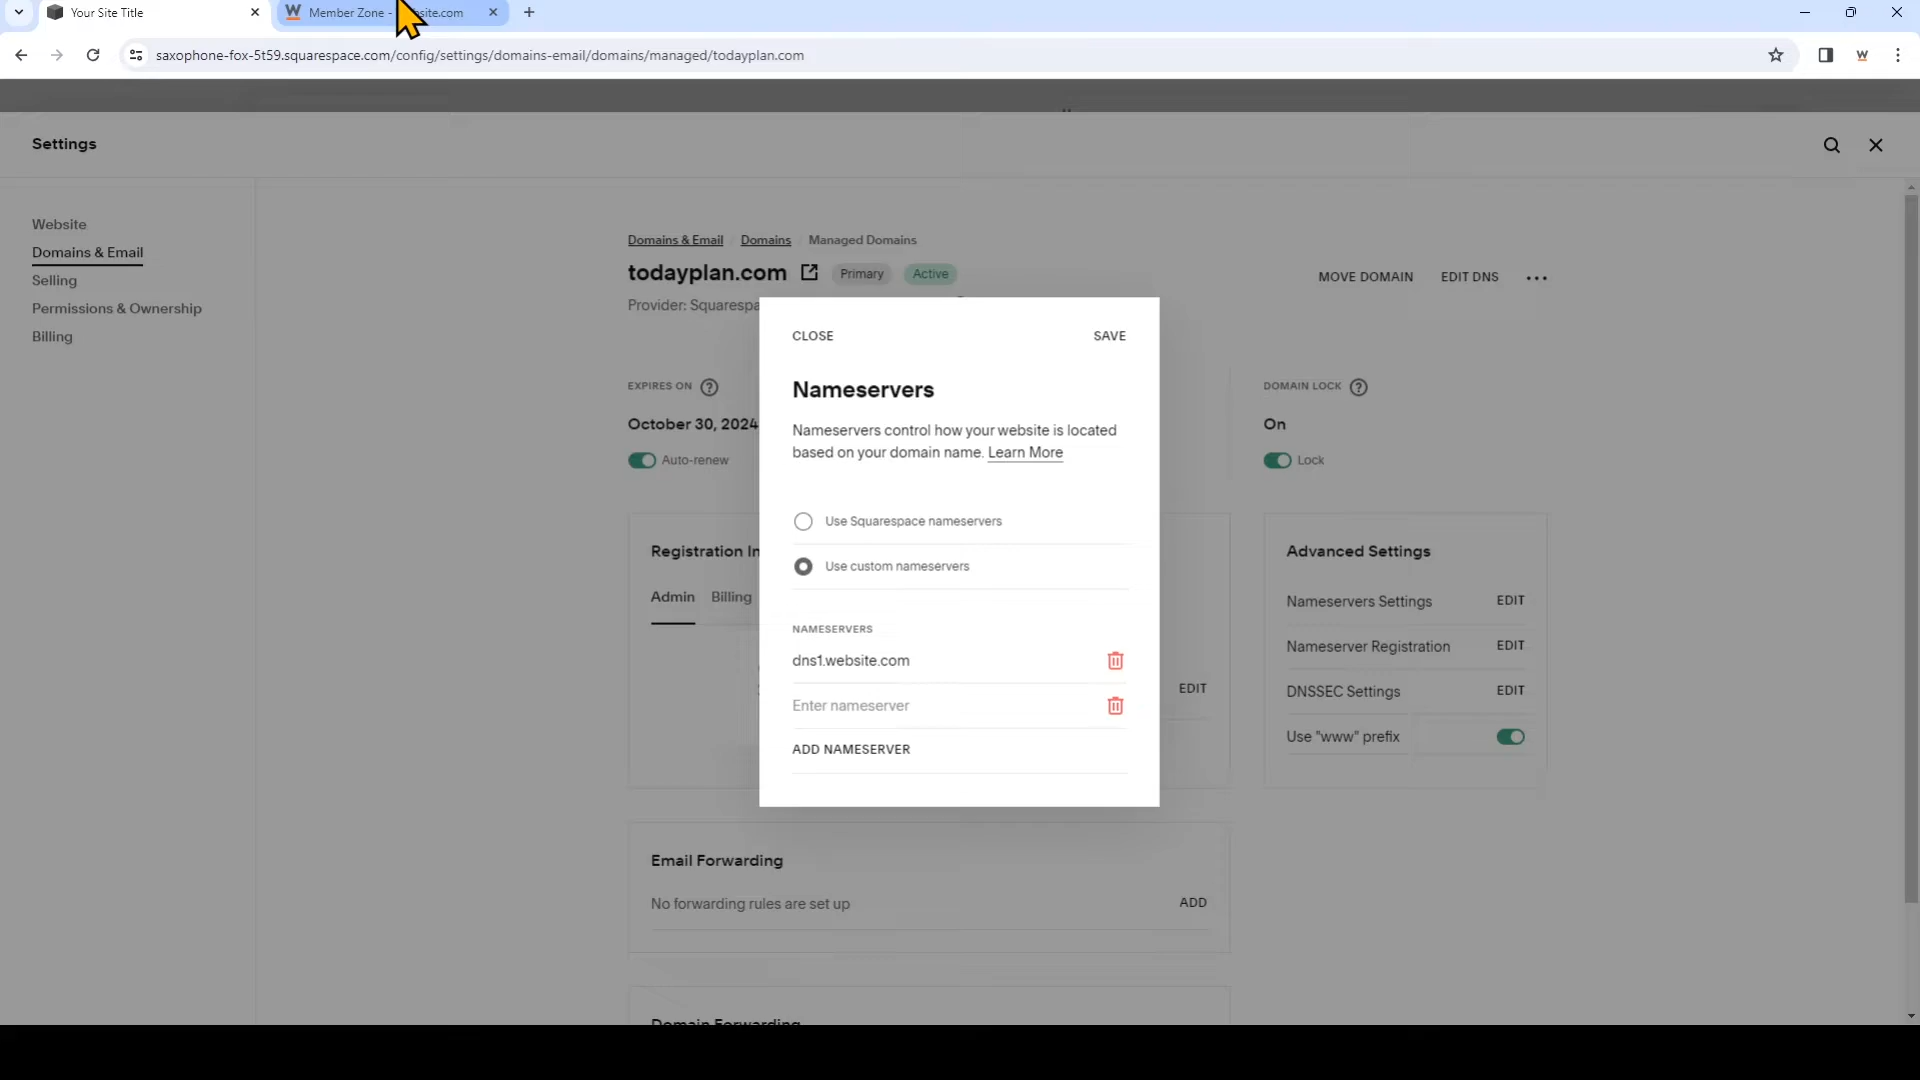 Your Site Title
Member Zone - site.com
saxophone-fox-5t59.squarespace.com/config/settings/domains-email/domains/managed/todayplan.com
Settings
Website
Domains & Email
Selling
Permissions & Ownership
Billing
Domains & Email Domains Managed Domains
todayplan.com Primary Active
MOVE DOMAIN EDIT DNS
Provider: Squarespa
CLOSE SAVE
Nameservers
Nameservers control how your website is located
based on your domain name. Learn More
Use Squarespace nameservers
Use custom nameservers
NAMESERVERS
dns1.website.com
Enter nameserver
ADD NAMESERVER
EXPIRES ON
October 30, 2024
Auto-renew
DOMAIN LOCK
On
Lock
Registration In
Admin Billing
EDIT
Advanced Settings
Nameservers Settings EDIT
Nameserver Registration EDIT
DNSSEC Settings EDIT
Use "www" prefix
Email Forwarding
No forwarding rules are set up ADD
Domain Forwarding